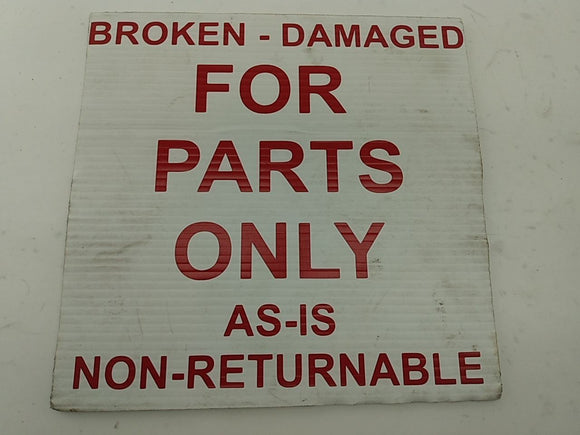 BROKEN - DAMAGED
FOR
PARTS
ONLY
AS-IS
NON-RETURNABLE